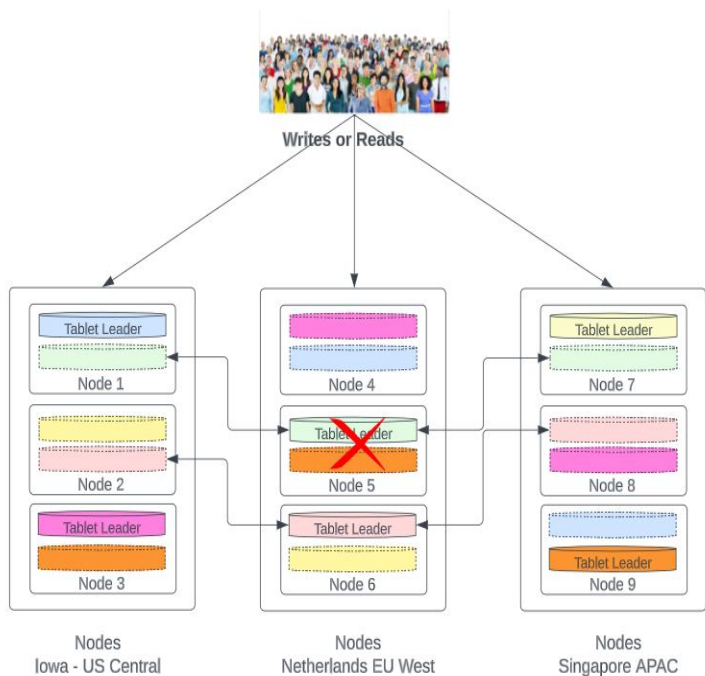 Writes or Reads
Tablet Leader
Node 1
Node 2
Tablet Leader
Node 3
Nodes
Iowa - US Central
Node 4
Tablet Leader
Node 5
Tablet Leader
Node 6
Nodes
Netherlands EU West
Tablet Leader
Node 7
Node 8
Tablet Leader
Node 9
Nodes
Singapore APAC